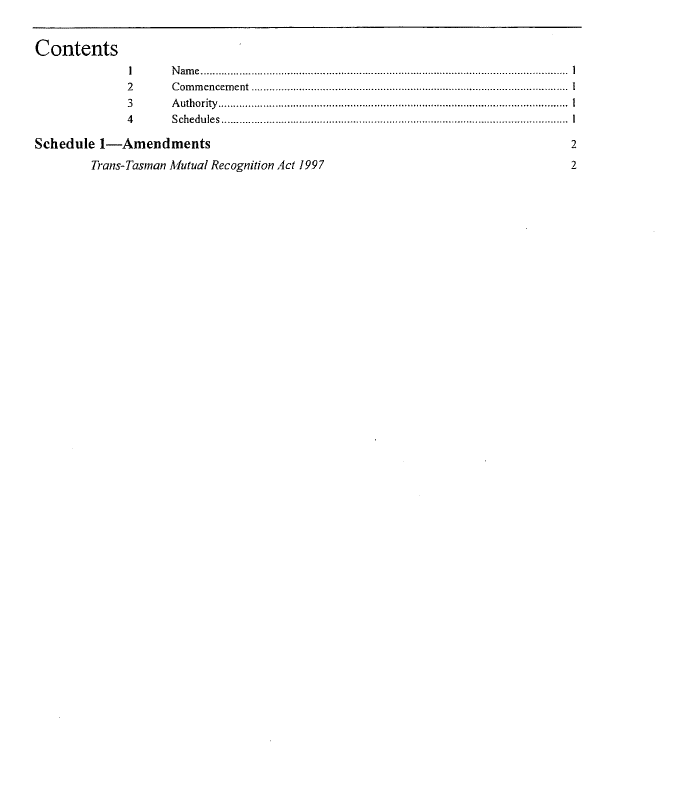 Contents
1 Name............................................................................................................................ 1
2 Commencement ........................................................................................................... 1
3 Authority...................................................................................................................... 1
4 Schedules..................................................................................................................... 1
Schedule 1—Amendments 2
Trans-Tasman Mutual Recognition Act 1997 2